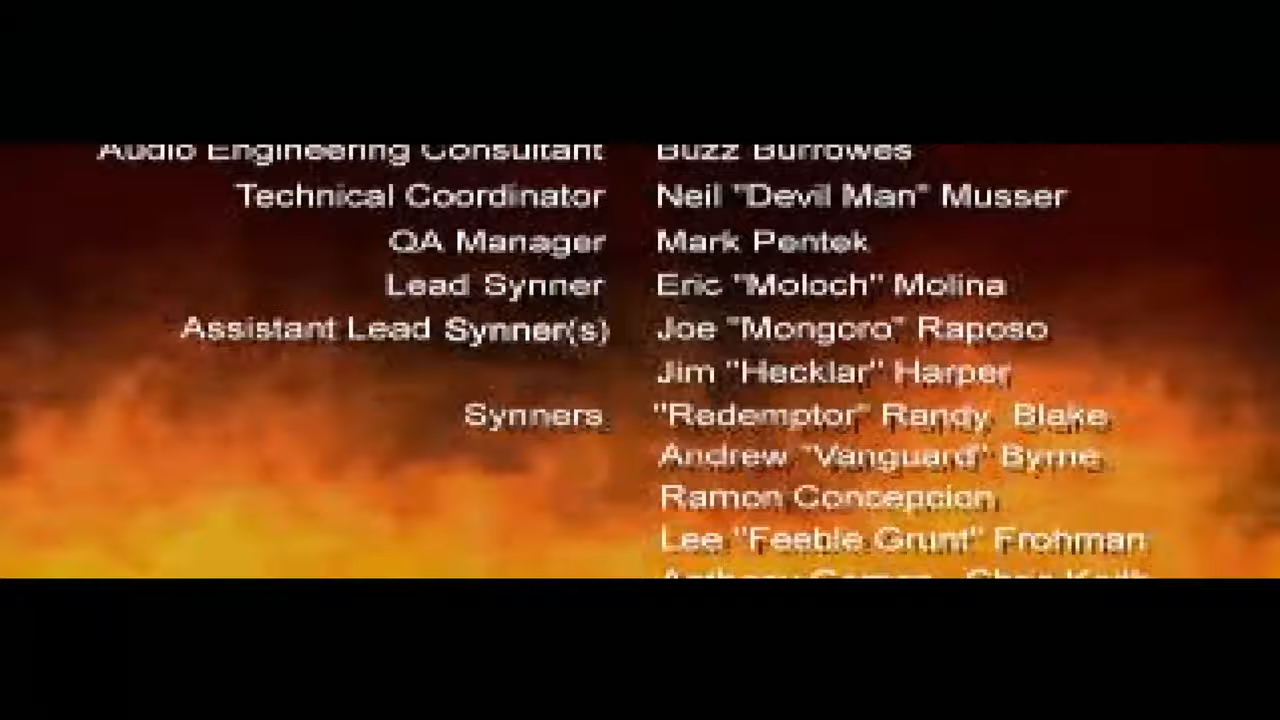 Audio Engineering Consultant Buzz Burrowes
Technical Coordinator Neil "Devil Man" Musser
QA Manager Mark Pentek
Lead Synner Eric "Moloch" Molina
Assistant Lead Synner(s) Joe "Mongoro" Raposo
Jim "Hecklar" Harper
Synners "Redemptor" Randy Blake
Andrew "Vanguard" Byrne
Ramon Concepcion
Lee "Feeble Grunt" Frohman